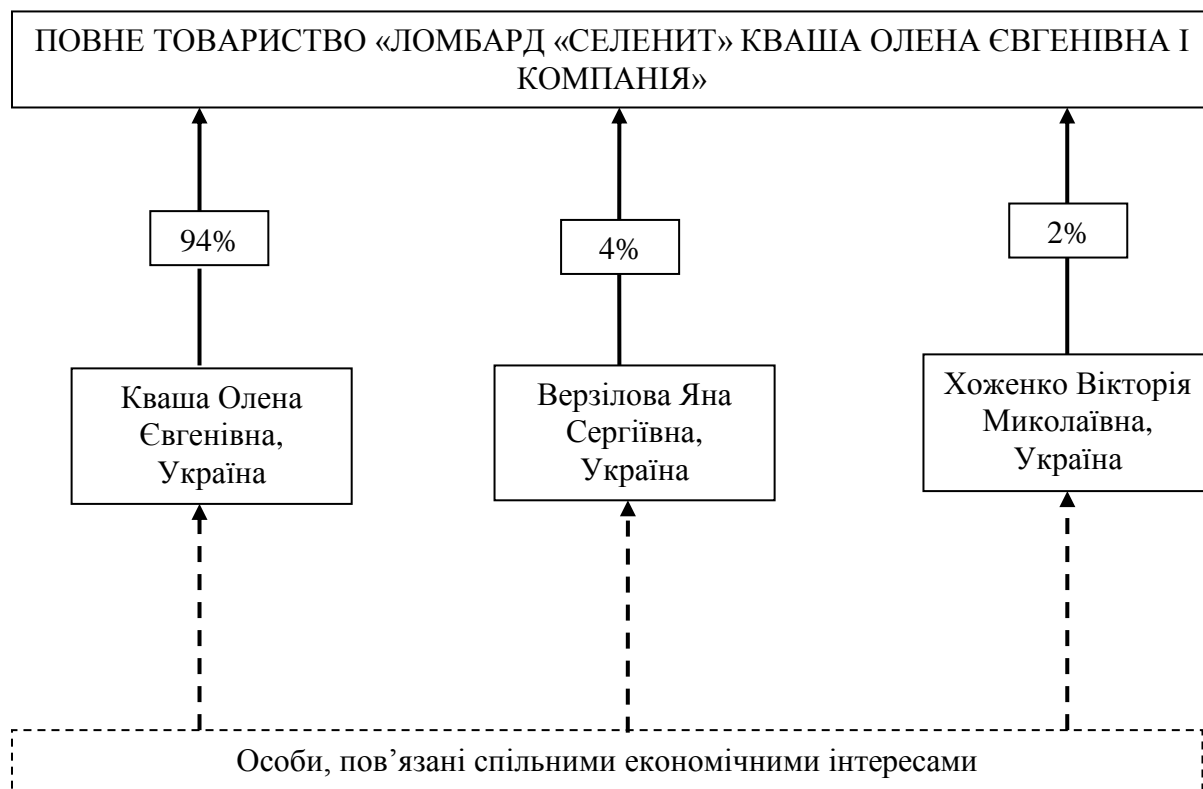 ПОВНЕ ТОВАРИСТВО «ЛОМБАРД «СЕЛЕНИТ» КВАША ОЛЕНА ЄВГЕНІВНА І
КОМПАНІЯ»
94%
4%
2%
Кваша Олена
Євгенівна,
Україна
Верзілова Яна
Сергіївна,
Україна
Хоженко Вікторія
Миколаївна,
Україна
Особи, пов’язані спільними економічними інтересами